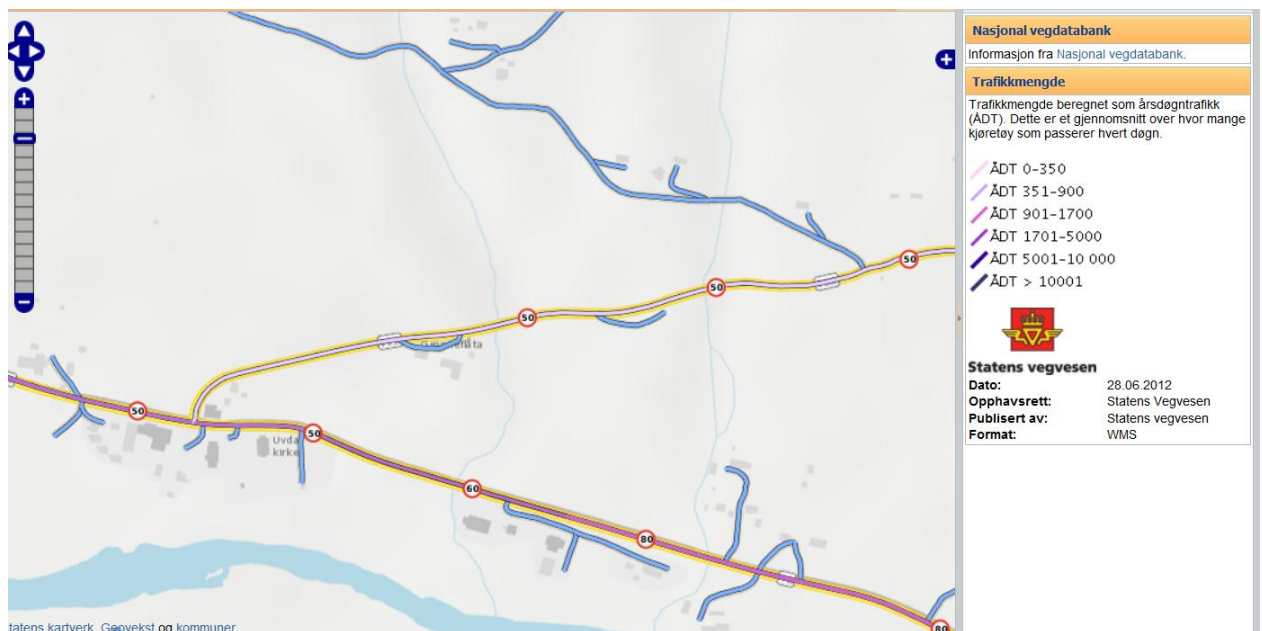 50
50
50
Gvammenlåta
50
50
Uvdal
kirke
60
80
80
tatens kartverk, Geovekst og kommuner
Nasjonal vegdatabank
Informasjon fra Nasjonal vegdatabank.
Trafikkmengde
Trafikkmengde beregnet som årsdøgntrafikk
(ÅDT). Dette er et gjennomsnitt over hvor mange
kjøretøy som passerer hvert døgn.
ÅDT 0-350
ÅDT 351-900
ÅDT 901-1700
ÅDT 1701-5000
ÅDT 5001-10 000
ÅDT > 10001
Statens vegvesen
Dato: 28.06.2012
Opphavsrett: Statens Vegvesen
Publisert av: Statens vegvesen
Format: WMS